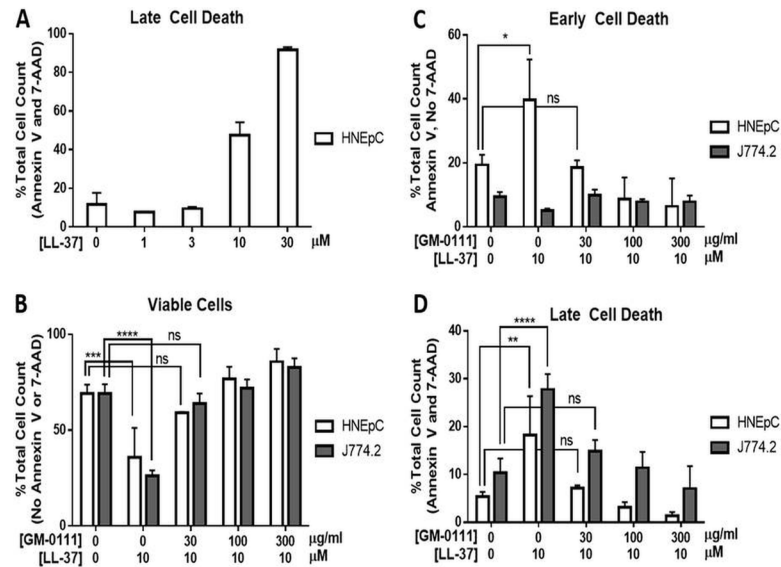 A
Late Cell Death
%Total Cell Count
(Annexin V and 7-AAD)
100
80
60
40
20
0
HNEpC
[LL-37] 0 1 3 10 30 µM
B
Viable Cells
%Total Cell Count
(No Annexin V or 7-AAD)
100
50
0
*** **** ns
ns
HNEpC
J774.2
[GM-0111] 0 0 30 100 300 µg/ml
[LL-37] 0 10 10 10 10 µM
C
Early Cell Death
%Total Cell Count
Annexin V, No 7-AAD
60
40
20
0
*
ns
HNEpC
J774.2
[GM-0111] 0 0 30 100 300 µg/ml
[LL-37] 0 10 10 10 10 µM
D
Late Cell Death
%Total Cell Count
(Annexin V and 7-AAD)
40
30
20
10
0
****
**
ns
ns
HNEpC
J774.2
[GM-0111] 0 0 30 100 300 µg/ml
[LL-37] 0 10 10 10 10 µM